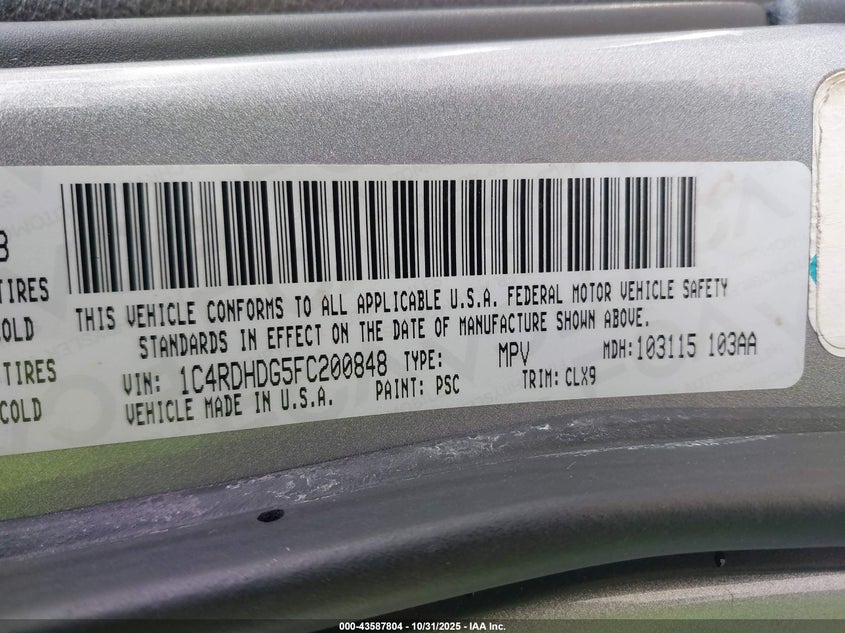 B
TIRES
COLD
TIRES
COLD
THIS VEHICLE CONFORMS TO ALL APPLICABLE U.S.A. FEDERAL MOTOR VEHICLE SAFETY
STANDARDS IN EFFECT ON THE DATE OF MANUFACTURE SHOWN ABOVE.
VIN: 1C4RDHDG5FC200848 TYPE: MPV MDH:103115 103AA
VEHICLE MADE IN U.S.A. PAINT: PSC TRIM: CLX9
000-43587804 - 10/31/2025 - IAA Inc.